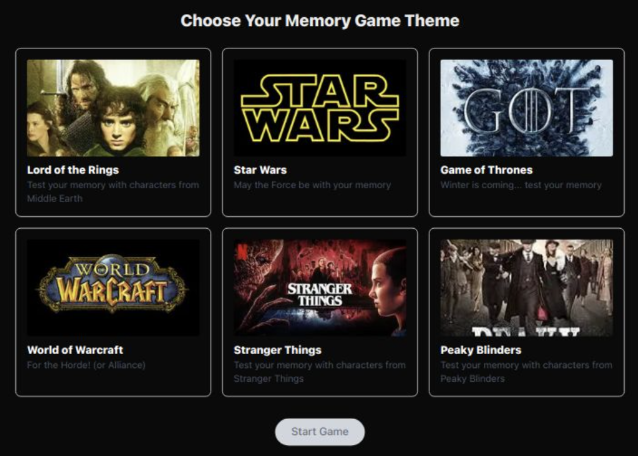 Choose Your Memory Game Theme
STAR
WARS
GOT
Lord of the Rings
Test your memory with characters from
Middle Earth
Star Wars
May the Force be with your memory
Game of Thrones
Winter is coming... test your memory
WORLD
WARCRAFT
N
STRANGER
THINGS
PEAKY
World of Warcraft
For the Horde! (or Alliance)
Stranger Things
Test your memory with characters from
Stranger Things
Peaky Blinders
Test your memory with characters from
Peaky Blinders
Start Game